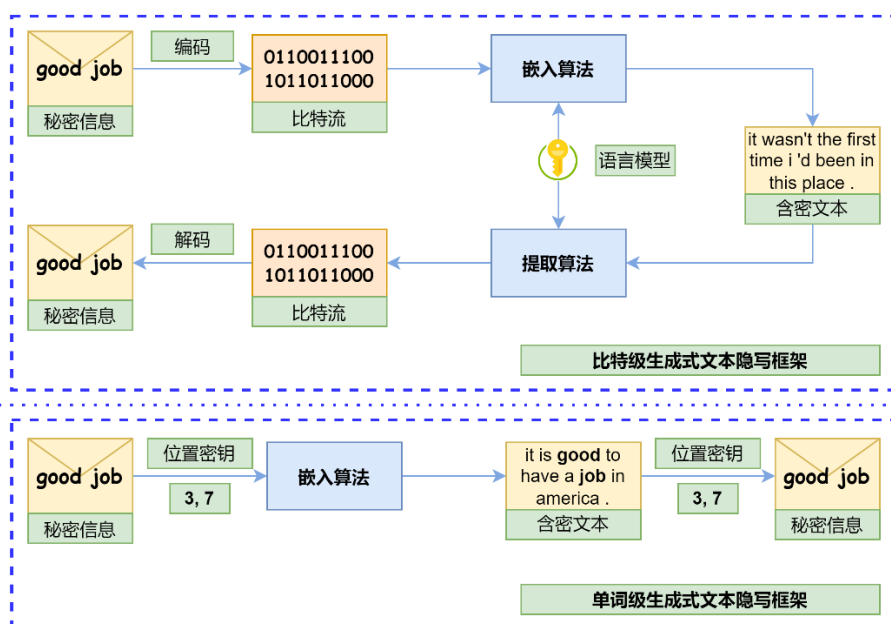 good job
秘密信息
编码
0110011100
1011011000
比特流
嵌入算法
语言模型
it wasn't the first
time i 'd been in
this place .
含密文本
good job
秘密信息
解码
0110011100
1011011000
比特流
提取算法
比特级生成式文本隐写框架
good job
秘密信息
位置密钥
3, 7
嵌入算法
it is good to
have a job in
america .
含密文本
位置密钥
3, 7
good job
秘密信息
单词级生成式文本隐写框架